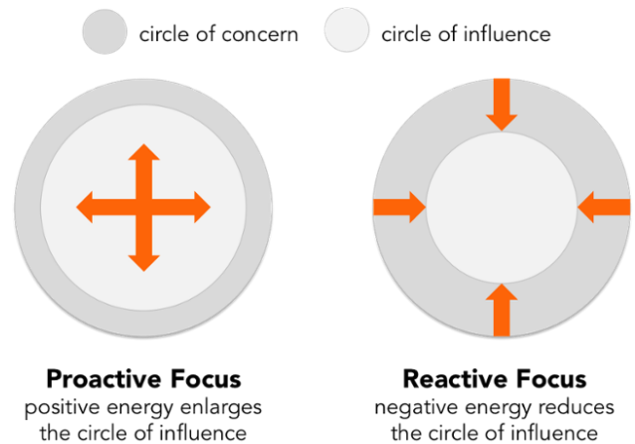 circle of concern
circle of influence
Proactive Focus
positive energy enlarges
the circle of influence
Reactive Focus
negative energy reduces
the circle of influence